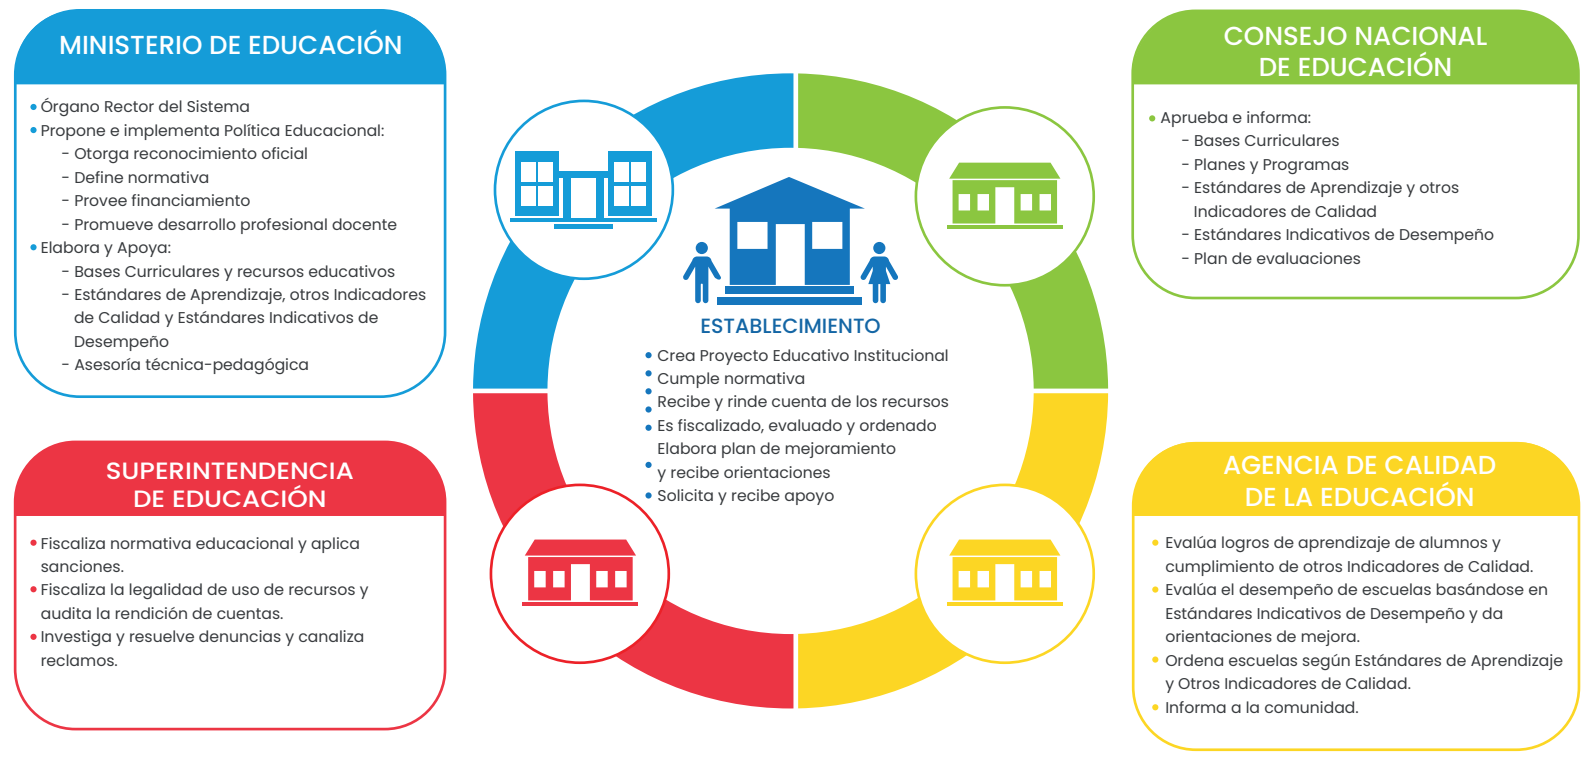 MINISTERIO DE EDUCACIÓN
• Órgano Rector del Sistema
• Propone e implementa Política Educacional:
- Otorga reconocimiento oficial
- Define normativa
- Provee financiamiento
- Promueve desarrollo profesional docente
• Elabora y Apoya:
- Bases Curriculares y recursos educativos
- Estándares de Aprendizaje, otros Indicadores
de Calidad y Estándares Indicativos de
Desempeño
- Asesoría técnica-pedagógica
CONSEJO NACIONAL
DE EDUCACIÓN
• Aprueba e informa:
- Bases Curriculares
- Planes y Programas
- Estándares de Aprendizaje y otros
Indicadores de Calidad
- Estándares Indicativos de Desempeño
- Plan de evaluaciones
ESTABLECIMIENTO
• Crea Proyecto Educativo Institucional
• Cumple normativa
• Recibe y rinde cuenta de los recursos
• Es fiscalizado, evaluado y ordenado
• Elabora plan de mejoramiento
• y recibe orientaciones
• Solicita y recibe apoyo
SUPERINTENDENCIA
DE EDUCACIÓN
• Fiscaliza normativa educacional y aplica
sanciones.
• Fiscaliza la legalidad de uso de recursos y
audita la rendición de cuentas.
• Investiga y resuelve denuncias y canaliza
reclamos.
AGENCIA DE CALIDAD
DE LA EDUCACIÓN
• Evalúa logros de aprendizaje de alumnos y
cumplimiento de otros Indicadores de Calidad.
• Evalúa el desempeño de escuelas basándose en
Estándares Indicativos de Desempeño y da
orientaciones de mejora.
• Ordena escuelas según Estándares de Aprendizaje
y Otros Indicadores de Calidad.
• Informa a la comunidad.